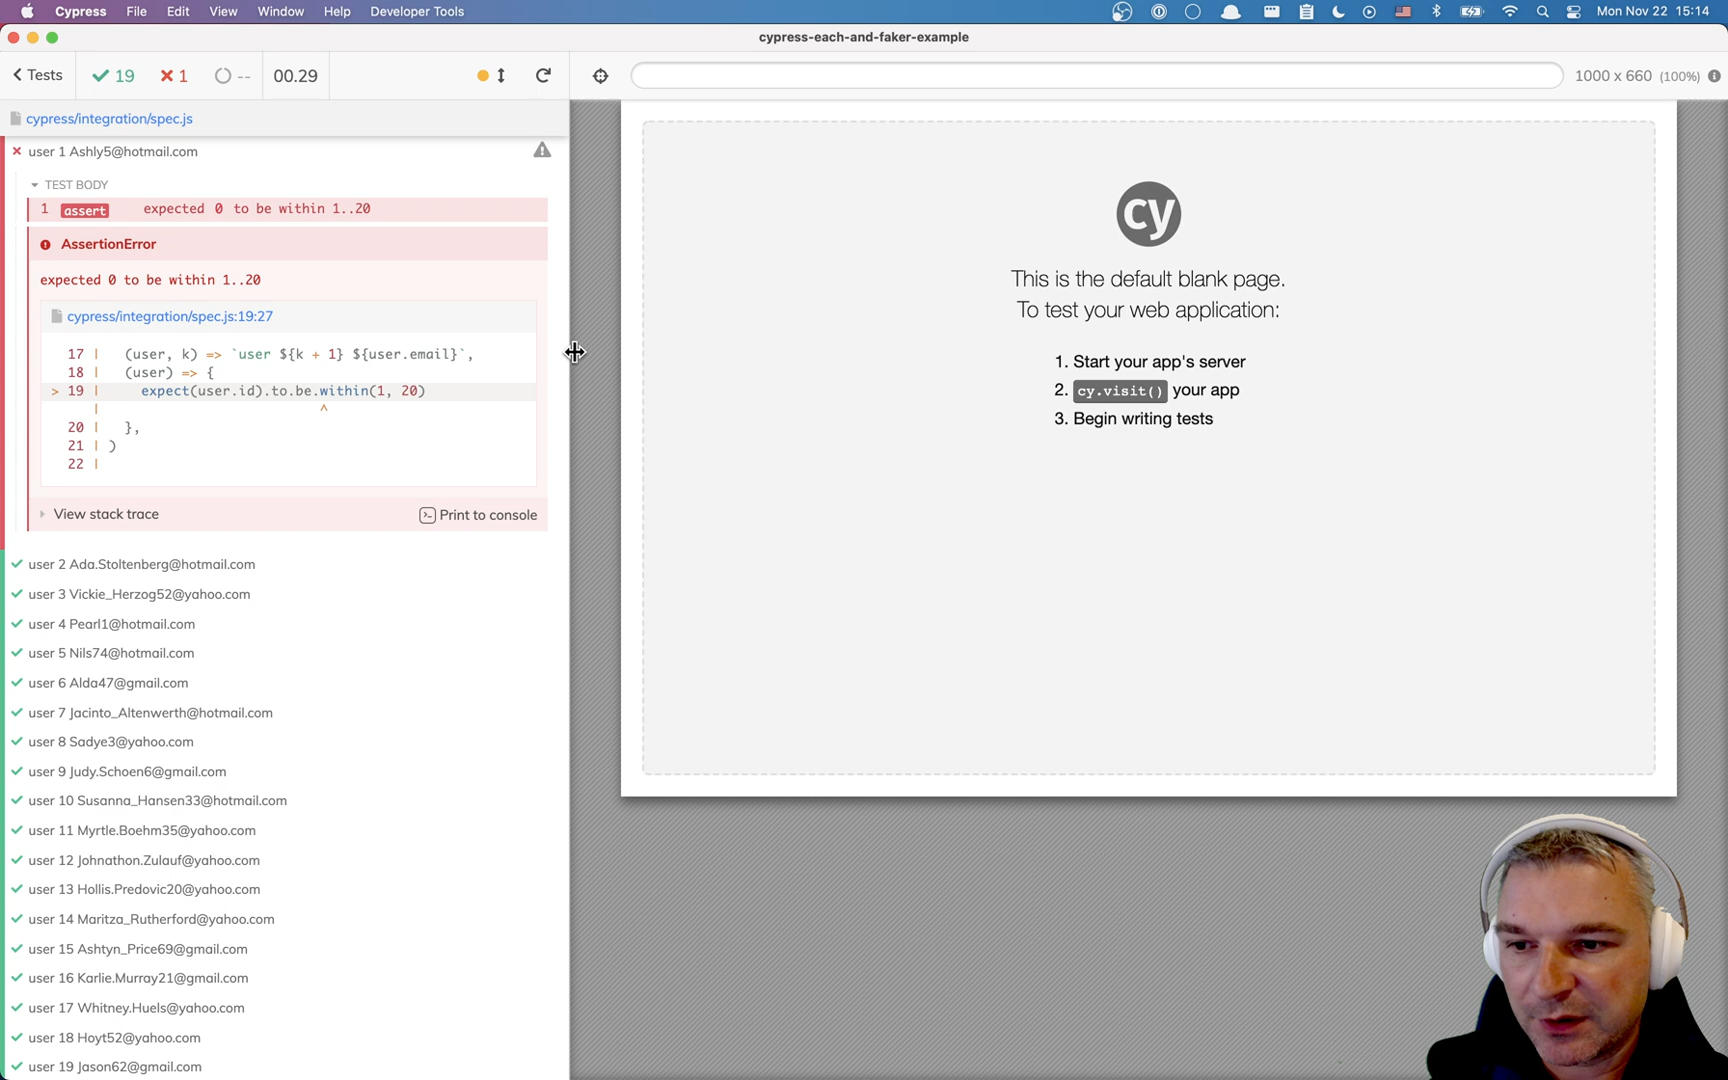 Cypress File Edit View Window Help Developer Tools Mon Nov 22 15:14
cypress-each-and-faker-example
Tests 19 1 -- 00.29 1000 x 660 (100%)
cypress/integration/spec.js
user 1 Ashly5@hotmail.com
TEST BODY
1 assert expected 0 to be within 1..20
AssertionError
expected 0 to be within 1..20
cypress/integration/spec.js:19:27
17 | (user, k) => `user ${k + 1} ${user.email}`,
18 | (user) => {
> 19 | expect(user.id).to.be.within(1, 20)
| ^
20 | },
21 | )
22 |
View stack trace Print to console
user 2 Ada.Stoltenberg@hotmail.com
user 3 Vickie_Herzog52@yahoo.com
user 4 Pearl1@hotmail.com
user 5 Nils74@hotmail.com
user 6 Alda47@gmail.com
user 7 Jacinto_Altenwerth@hotmail.com
user 8 Sadye3@yahoo.com
user 9 Judy.Schoen6@gmail.com
user 10 Susanna_Hansen33@hotmail.com
user 11 Myrtle.Boehm35@yahoo.com
user 12 Johnathon.Zulauf@yahoo.com
user 13 Hollis.Predovic20@yahoo.com
user 14 Maritza_Rutherford@yahoo.com
user 15 Ashtyn_Price69@gmail.com
user 16 Karlie.Murray21@gmail.com
user 17 Whitney.Huels@yahoo.com
user 18 Hoyt52@yahoo.com
user 19 Jason62@gmail.com
cy
This is the default blank page.
To test your web application:
1. Start your app's server
2. cy.visit() your app
3. Begin writing tests